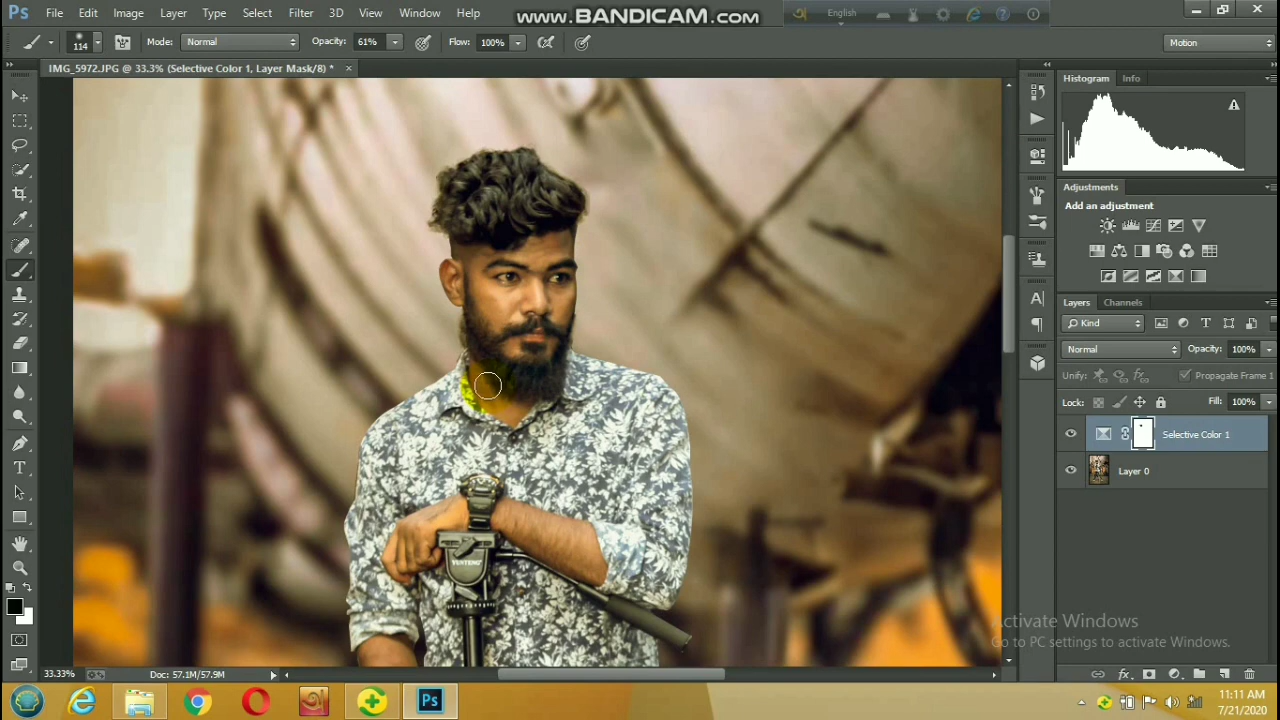 Ps File Edit Image Layer Type Select Filter 3D View Window Help
www.BANDICAM.com
English
114 Mode: Normal Opacity: 61% Flow: 100% Motion
IMG_5972.JPG @ 33.3% (Selective Color 1, Layer Mask/8) * ×
Histogram Info
Adjustments
Add an adjustment
Layers Channels
Kind
Normal Opacity: 100%
Unify: Propagate Frame 1
Lock: Fill: 100%
Selective Color 1
Layer 0
YUNTENG
Activate Windows
Go to PC settings to activate Windows.
33.33% Doc: 57.1M/57.9M
Ps
11:11 AM
7/21/2020